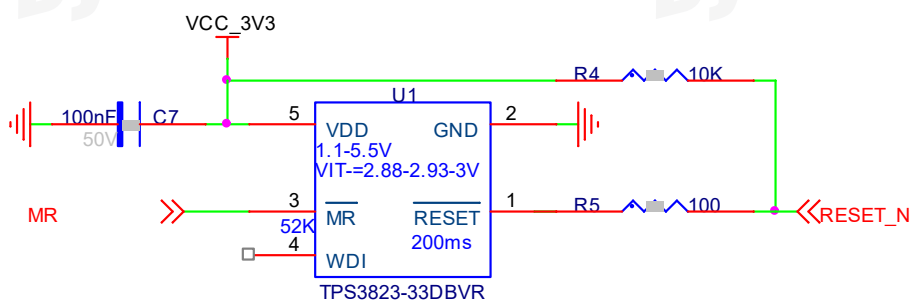 VCC_3V3
R4 10K
U1
100nF C7 5 VDD GND 2
50V
1.1-5.5V
VIT-=2.88-2.93-3V
MR 3 MR RESET 1 R5 100 RESET_N
52K
200ms
4 WDI
TPS3823-33DBVR